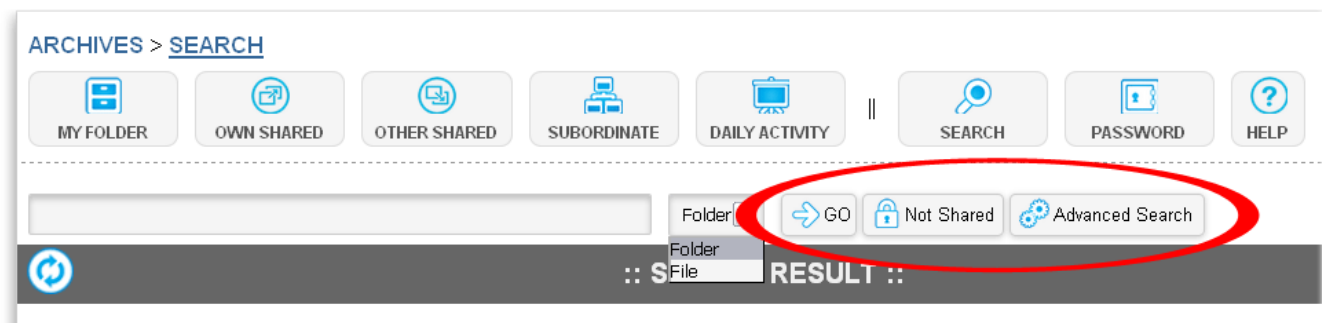 ARCHIVES > SEARCH
MY FOLDER OWN SHARED OTHER SHARED SUBORDINATE DAILY ACTIVITY || SEARCH PASSWORD HELP
Folder GO Not Shared Advanced Search
Folder
File
:: S RESULT ::